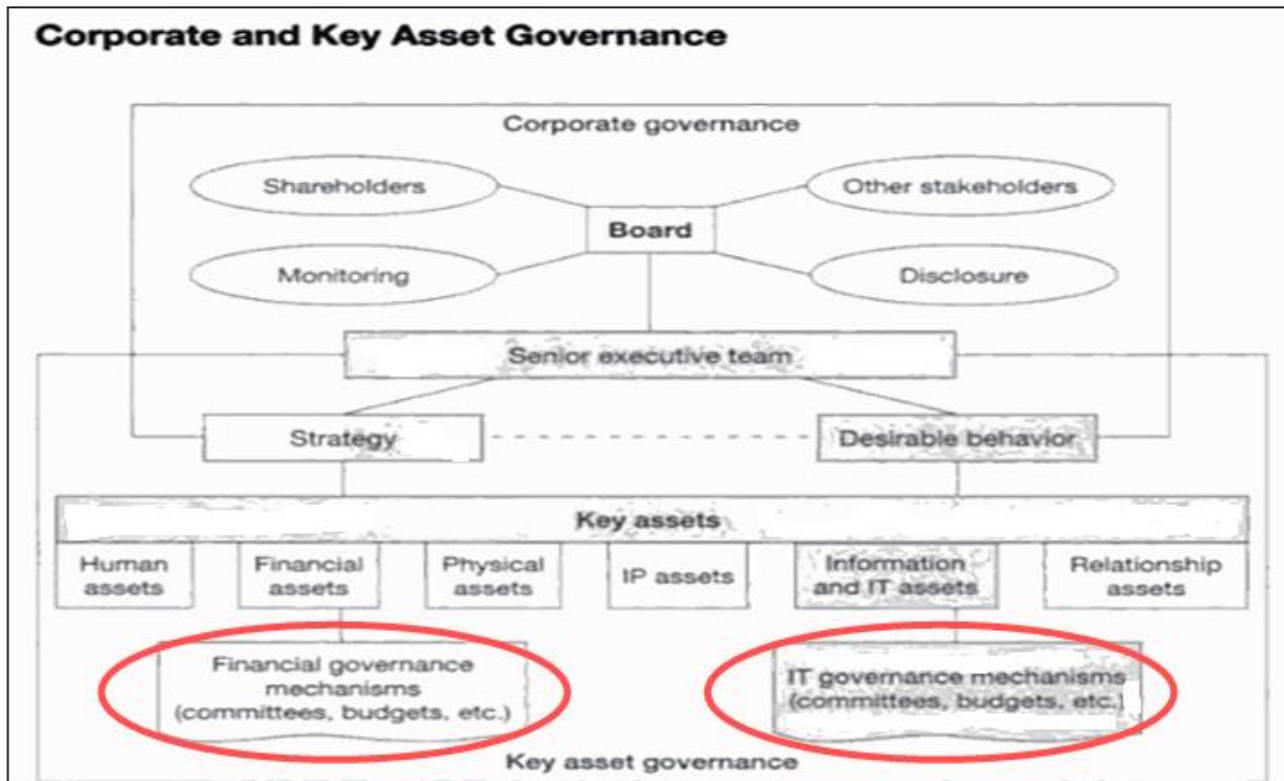 Corporate and Key Asset Governance
Corporate governance
Shareholders
Other stakeholders
Board
Monitoring
Disclosure
Senior executive team
Strategy
Desirable behavior
Key assets
Human
assets
Financial
assets
Physical
assets
IP assets
Information
and IT assets
Relationship
assets
Financial governance
mechanisms
(committees, budgets, etc.)
IT governance mechanisms
(committees, budgets, etc.)
Key asset governance